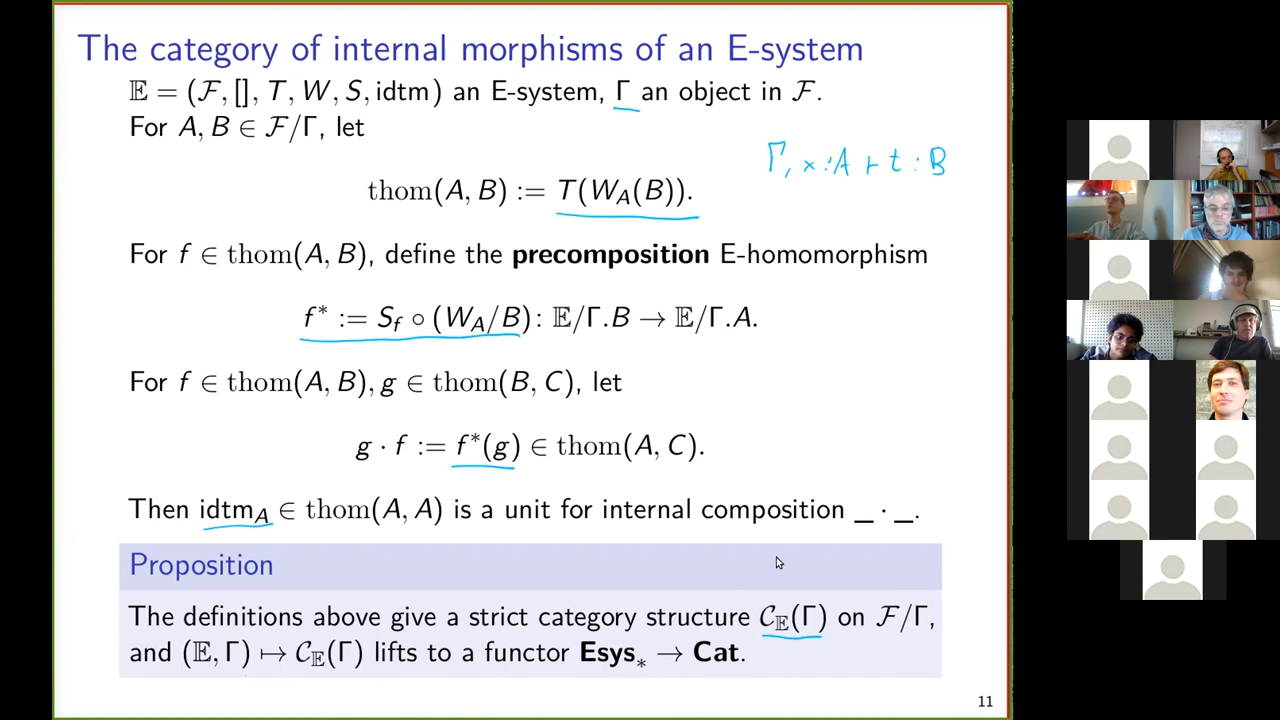 The category of internal morphisms of an E-system
𝔼 = (ℱ, [], T, W, S, idtm) an E-system, Γ an object in ℱ.
For A, B ∈ ℱ/Γ, let
Γ, x : A ⊢ t : B
thom(A, B) := T(W_A(B)).
For f ∈ thom(A, B), define the precomposition E-homomorphism
f* := S_f ∘ (W_A/B): 𝔼/Γ.B → 𝔼/Γ.A.
For f ∈ thom(A, B), g ∈ thom(B, C), let
g · f := f*(g) ∈ thom(A, C).
Then idtm_A ∈ thom(A, A) is a unit for internal composition _ · _.
Proposition
The definitions above give a strict category structure 𝒞_𝔼(Γ) on ℱ/Γ,
and (𝔼, Γ) ↦ 𝒞_𝔼(Γ) lifts to a functor Esys_* → Cat.
11